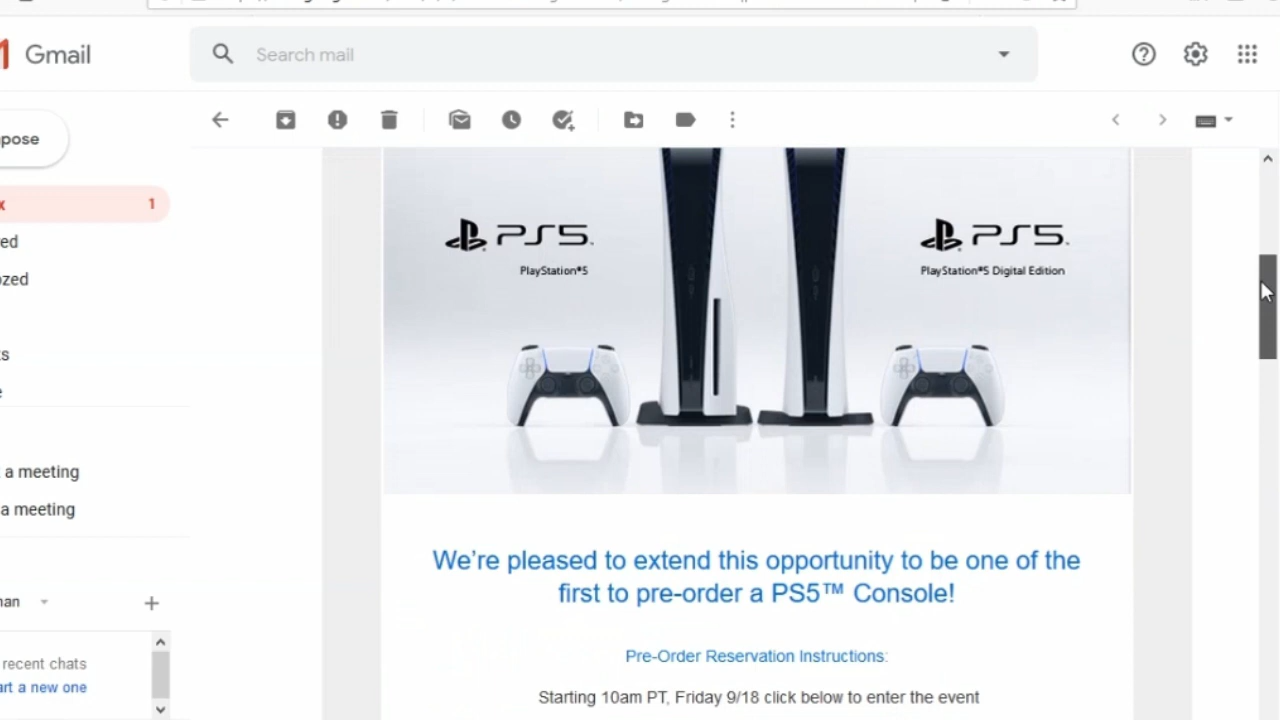 Gmail
Search mail
pose
x 1
ed
ozed
s
e
a meeting
a meeting
PS5.
PlayStation®5
PS5.
PlayStation®5 Digital Edition
We're pleased to extend this opportunity to be one of the
first to pre-order a PS5™ Console!
Pre-Order Reservation Instructions:
Starting 10am PT, Friday 9/18 click below to enter the event
nan
recent chats
art a new one